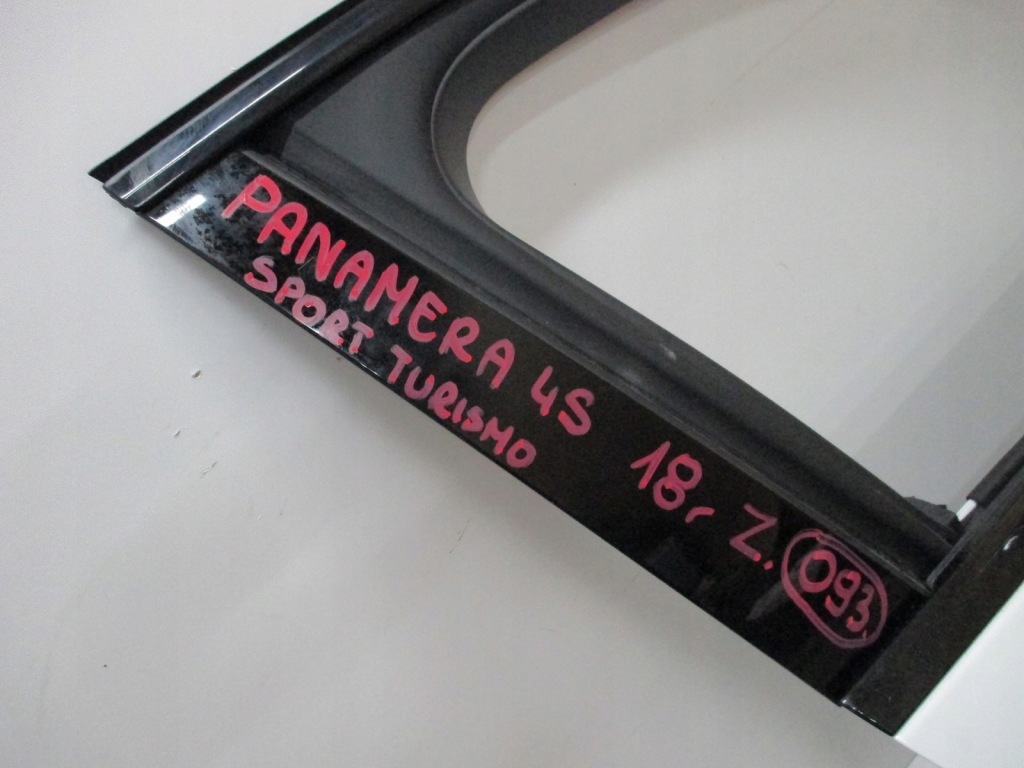 PANAMERA 4S 18r Z. 093.
SPORT TURISMO